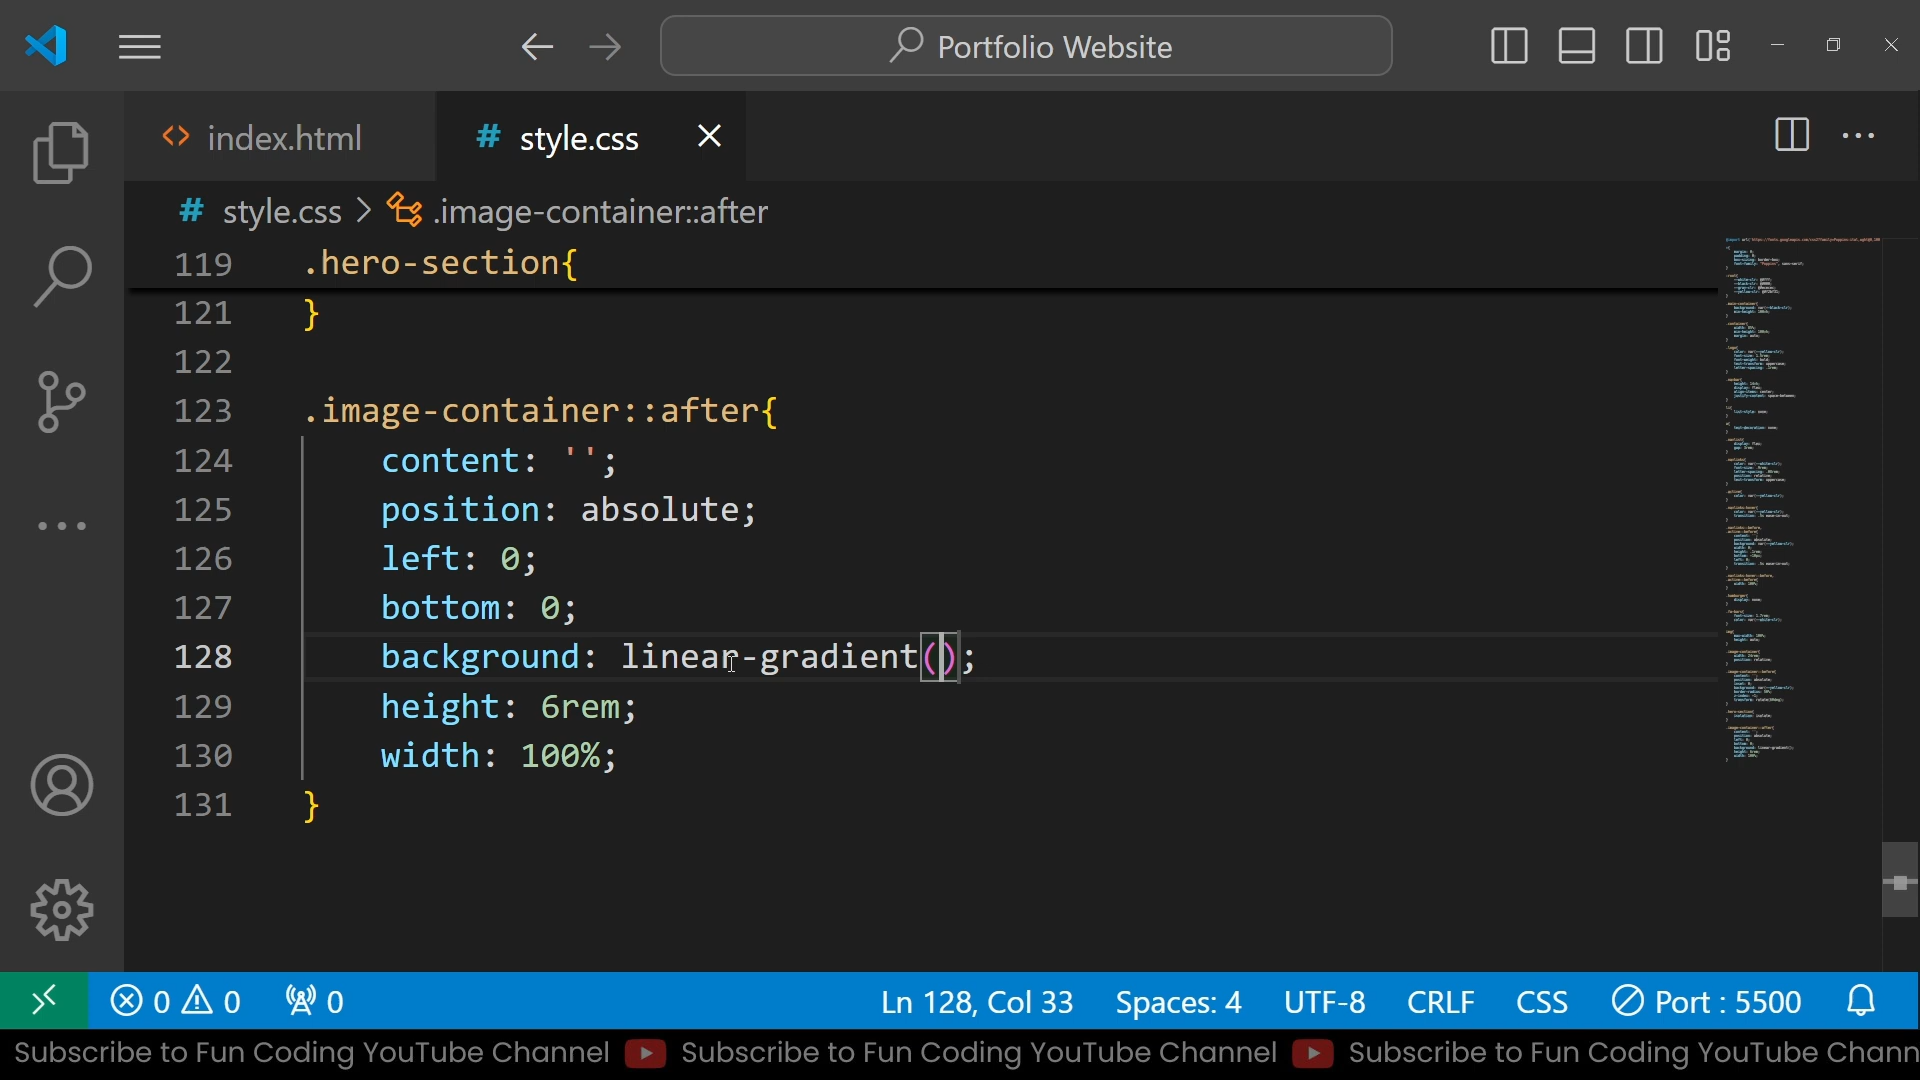 Portfolio Website
index.html
# style.css
# style.css > .image-container::after
119 .hero-section{
121 }
122
123 .image-container::after{
124 content: '';
125 position: absolute;
126 left: 0;
127 bottom: 0;
128 background: linear-gradient();
129 height: 6rem;
130 width: 100%;
131 }
0 0 0 Ln 128, Col 33 Spaces: 4 UTF-8 CRLF CSS Port : 5500
Subscribe to Fun Coding YouTube Channel Subscribe to Fun Coding YouTube Channel Subscribe to Fun Coding YouTube Chann